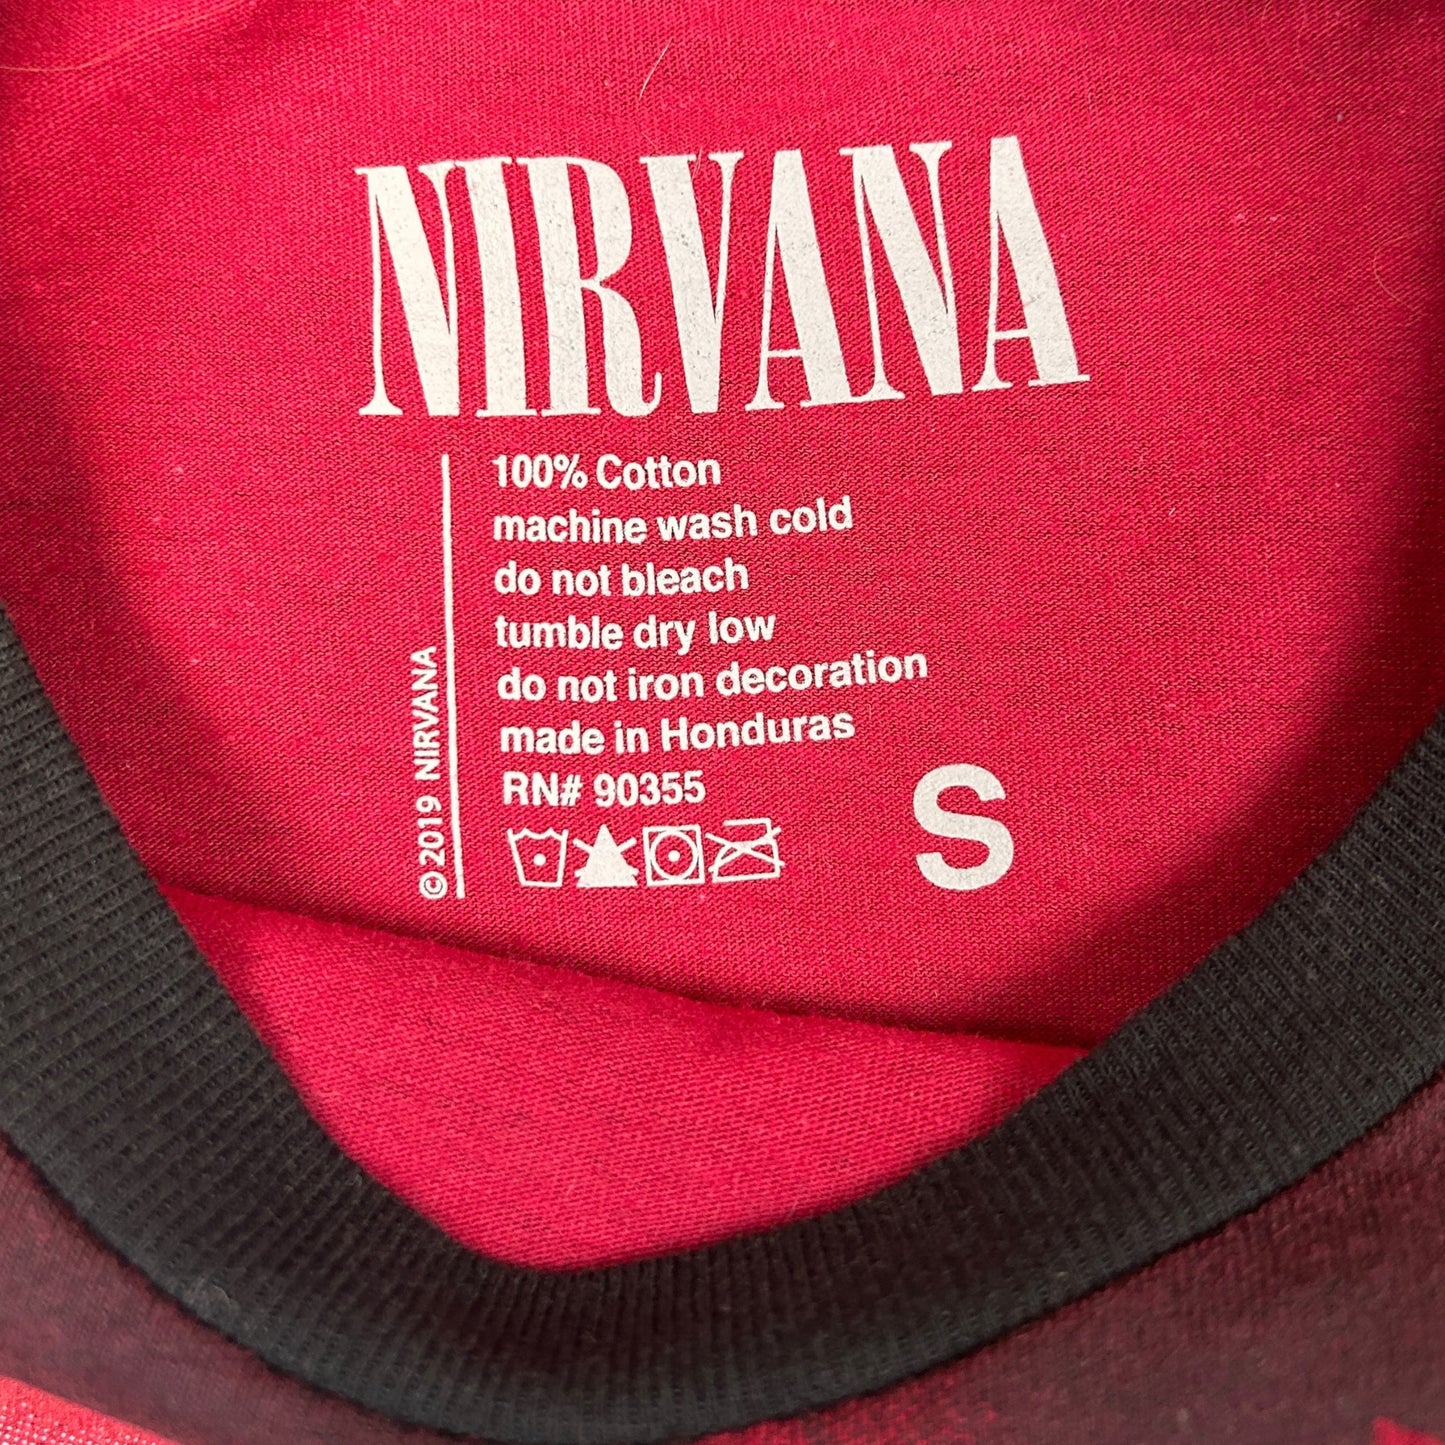 NIRVANA
100% Cotton
machine wash cold
do not bleach
tumble dry low
do not iron decoration
made in Honduras
RN# 90355
©2019 NIRVANA
S